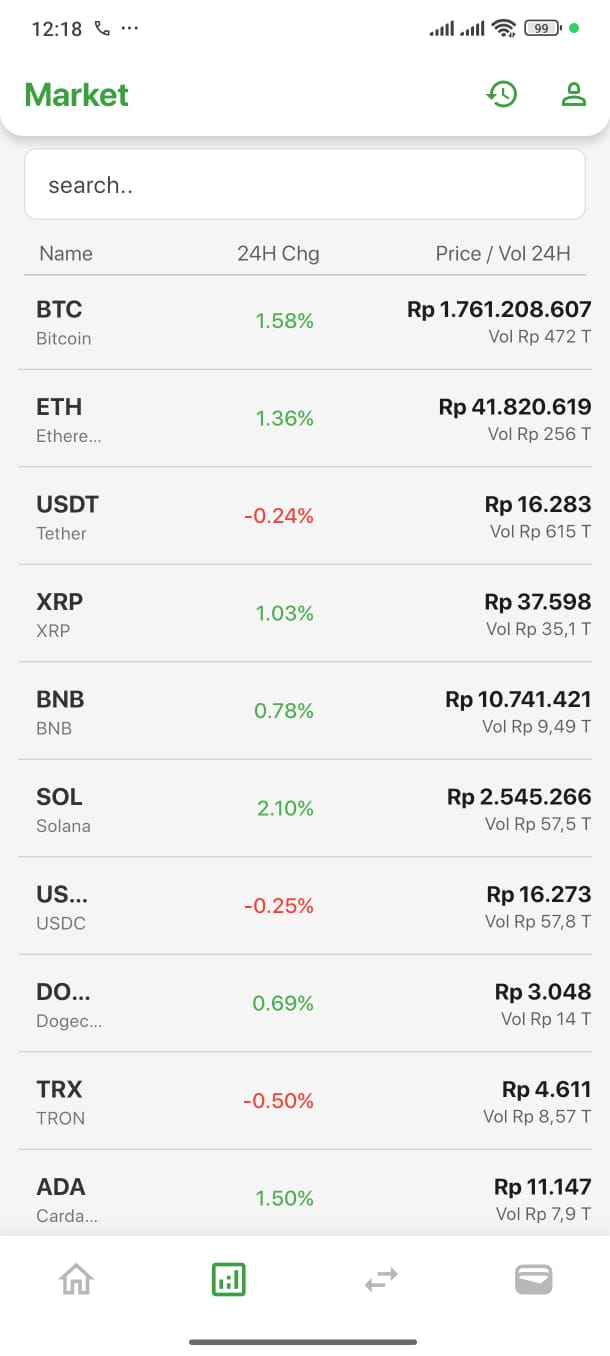 12:18 ... 99
Market
search..
Name 24H Chg Price / Vol 24H
BTC 1.58% Rp 1.761.208.607
Bitcoin Vol Rp 472 T
ETH 1.36% Rp 41.820.619
Ethere... Vol Rp 256 T
USDT -0.24% Rp 16.283
Tether Vol Rp 615 T
XRP 1.03% Rp 37.598
XRP Vol Rp 35,1 T
BNB 0.78% Rp 10.741.421
BNB Vol Rp 9,49 T
SOL 2.10% Rp 2.545.266
Solana Vol Rp 57,5 T
US... -0.25% Rp 16.273
USDC Vol Rp 57,8 T
DO... 0.69% Rp 3.048
Dogec... Vol Rp 14 T
TRX -0.50% Rp 4.611
TRON Vol Rp 8,57 T
ADA 1.50% Rp 11.147
Carda... Vol Rp 7,9 T